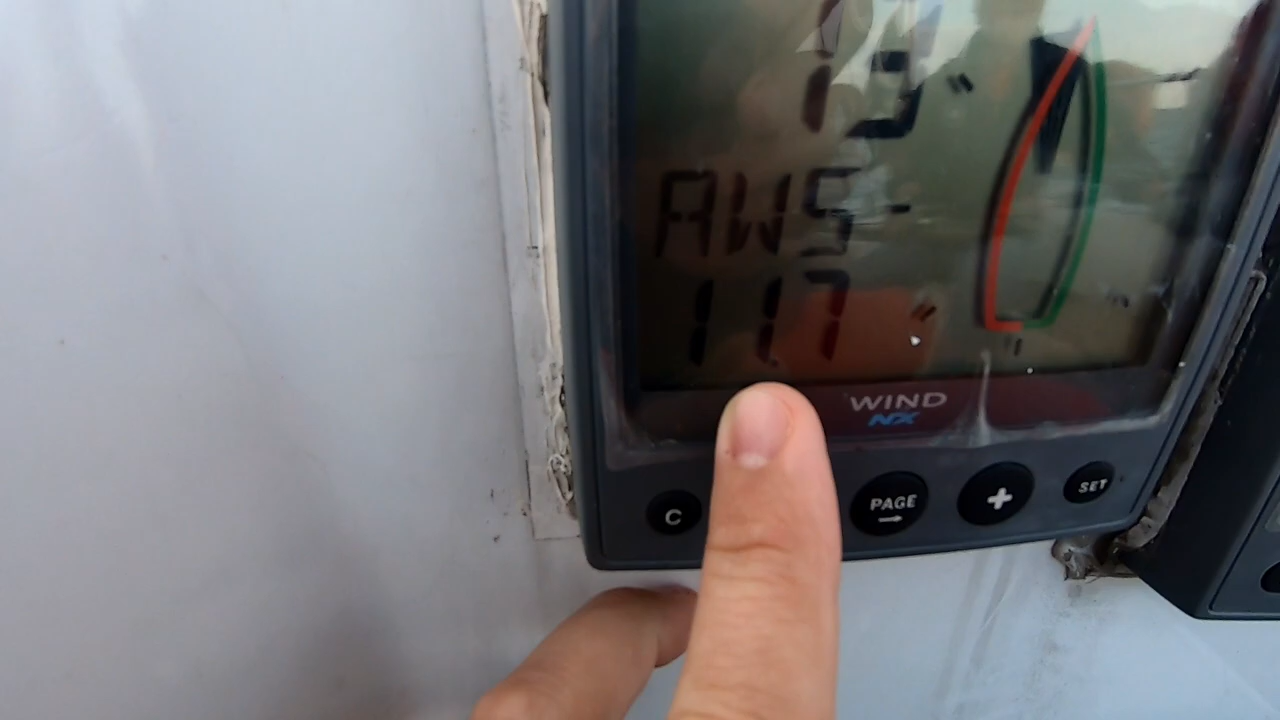 AWS
11.7
WIND
NX
C
PAGE
+
SET